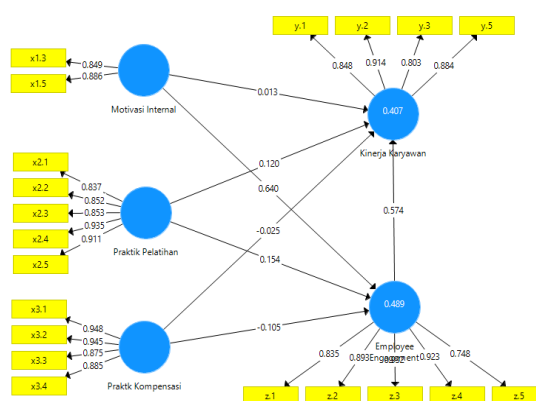 y.1 y.2 y.3 y.5
x1.3 0.849
x1.5 0.886
0.848 0.914 0.803 0.884
Motivasi Internal
0.013
0.407
Kinerja Karyawan
x2.1 0.837
x2.2 0.852
x2.3 0.853
x2.4 0.935
x2.5 0.911
Praktik Pelatihan
0.120
0.640
0.574
-0.025
0.154
0.489
x3.1 0.948
x3.2 0.945
x3.3 0.875
x3.4 0.885
Praktk Kompensasi
-0.105
Employee
Engagement
0.835 0.893 0.923 0.748
z.1 z.2 z.3 z.4 z.5